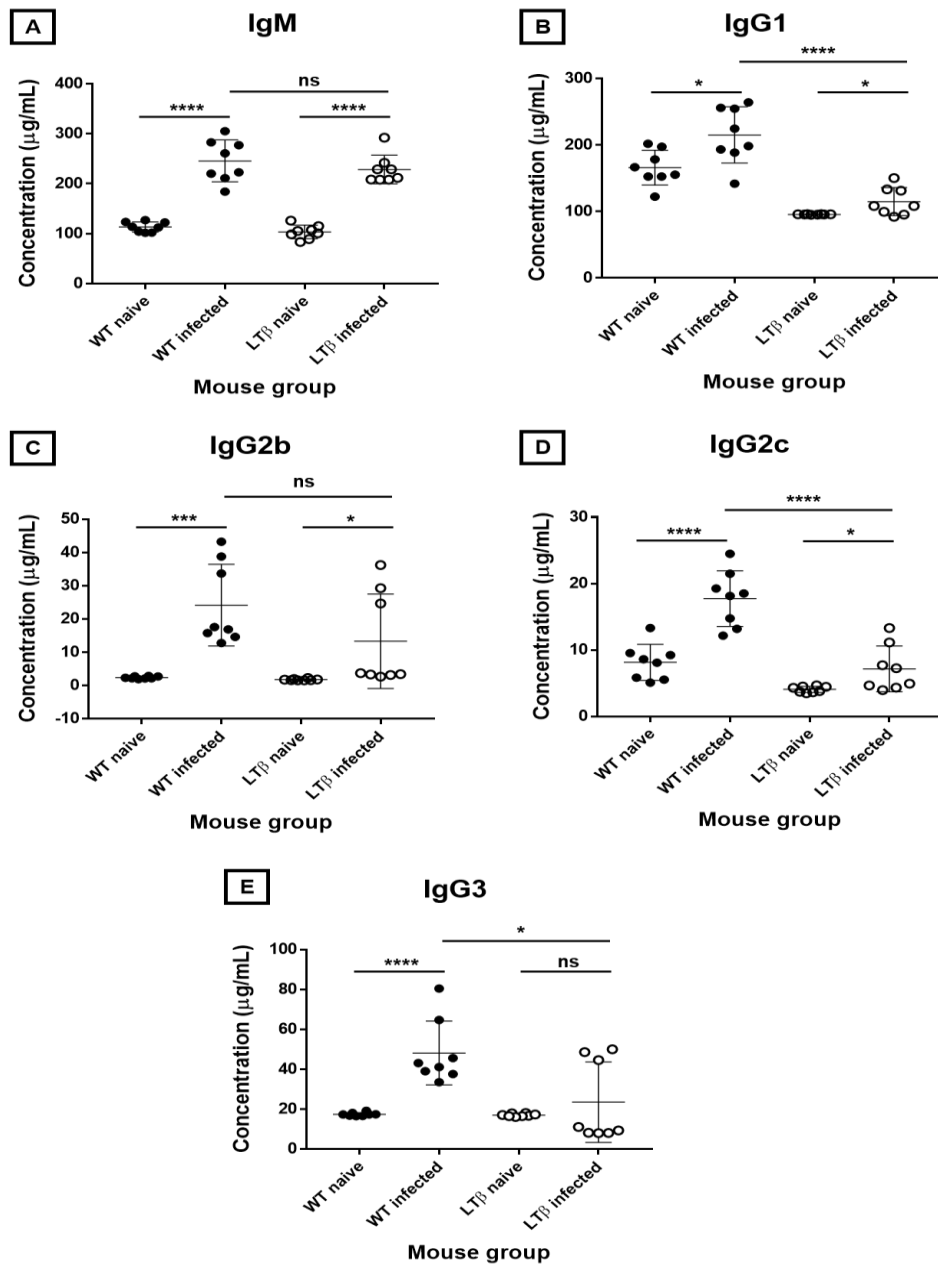 A
IgM
Concentration (μg/mL)
400
300
200
100
0
****
ns
****
WT naive
WT infected
LTβ naive
LTβ infected
Mouse group
B
IgG1
Concentration (μg/mL)
300
200
100
0
*
****
*
WT naive
WT infected
LTβ naive
LTβ infected
Mouse group
C
IgG2b
Concentration (μg/mL)
50
40
30
20
10
0
-10
***
ns
*
WT naive
WT infected
LTβ naive
LTβ infected
Mouse group
D
IgG2c
Concentration (μg/mL)
30
20
10
0
****
****
*
WT naive
WT infected
LTβ naive
LTβ infected
Mouse group
E
IgG3
Concentration (μg/mL)
100
80
60
40
20
0
****
*
ns
WT naive
WT infected
LTβ naive
LTβ infected
Mouse group